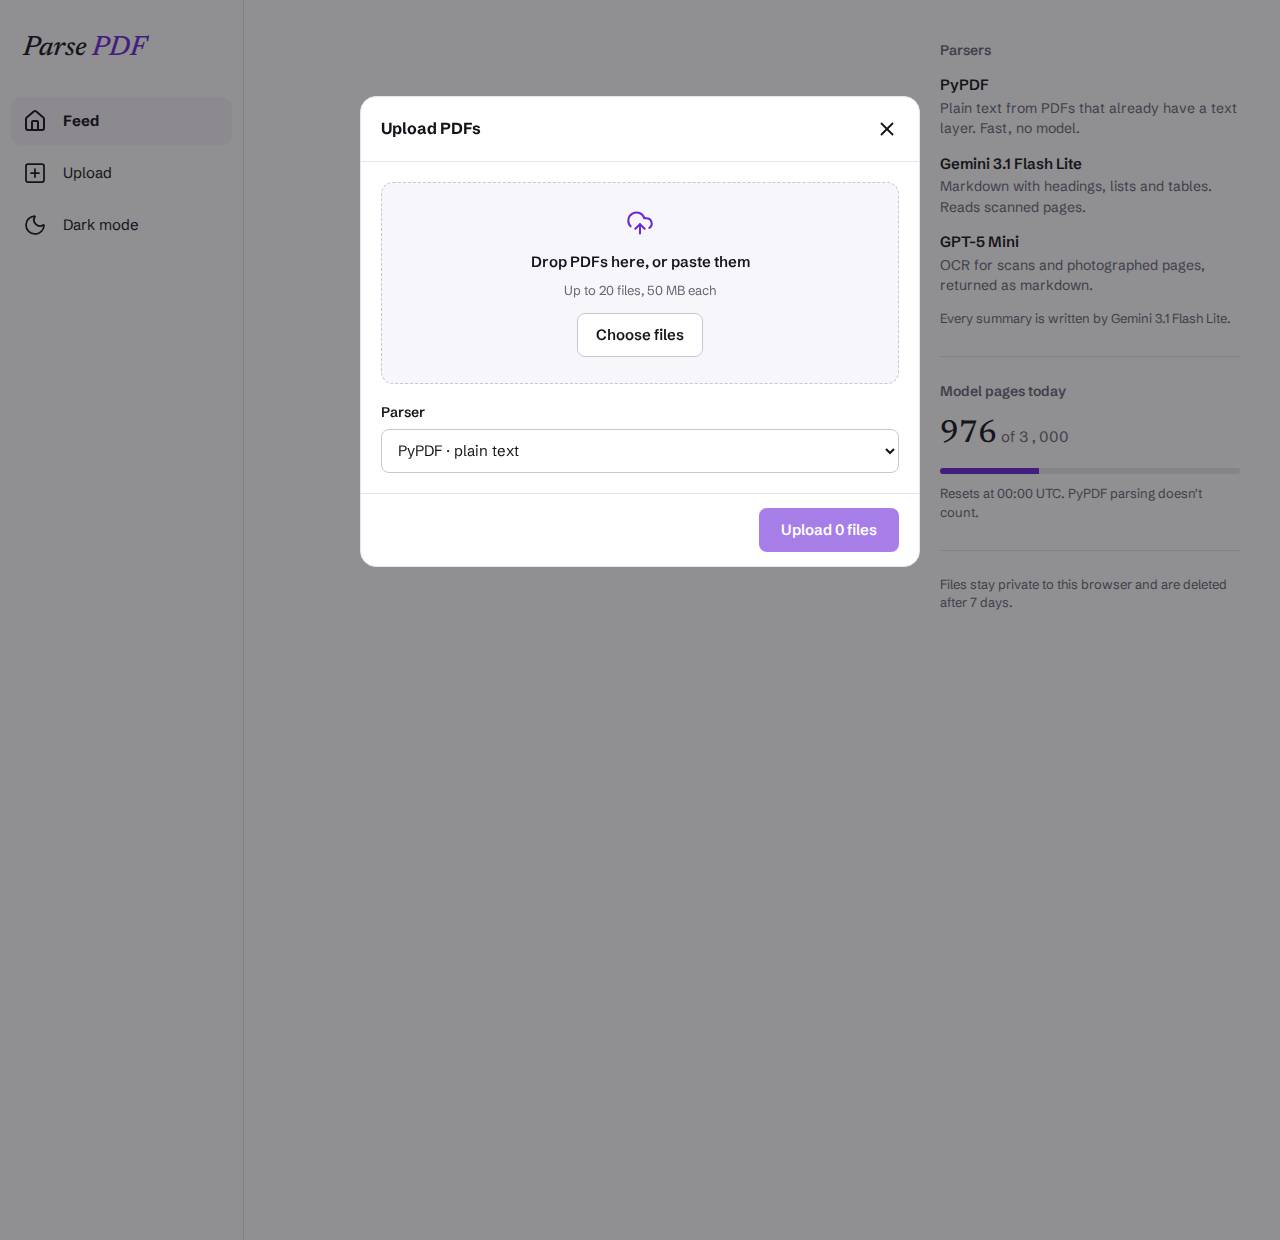 Parse PDF
Feed
Upload
Dark mode
Upload PDFs
Drop PDFs here, or paste them
Up to 20 files, 50 MB each
Choose files
Parser
PyPDF · plain text
Upload 0 files
Parsers
PyPDF
Plain text from PDFs that already have a text
layer. Fast, no model.
Gemini 3.1 Flash Lite
Markdown with headings, lists and tables.
Reads scanned pages.
GPT-5 Mini
OCR for scans and photographed pages,
returned as markdown.
Every summary is written by Gemini 3.1 Flash Lite.
Model pages today
976 of 3,000
Resets at 00:00 UTC. PyPDF parsing doesn't
count.
Files stay private to this browser and are deleted
after 7 days.